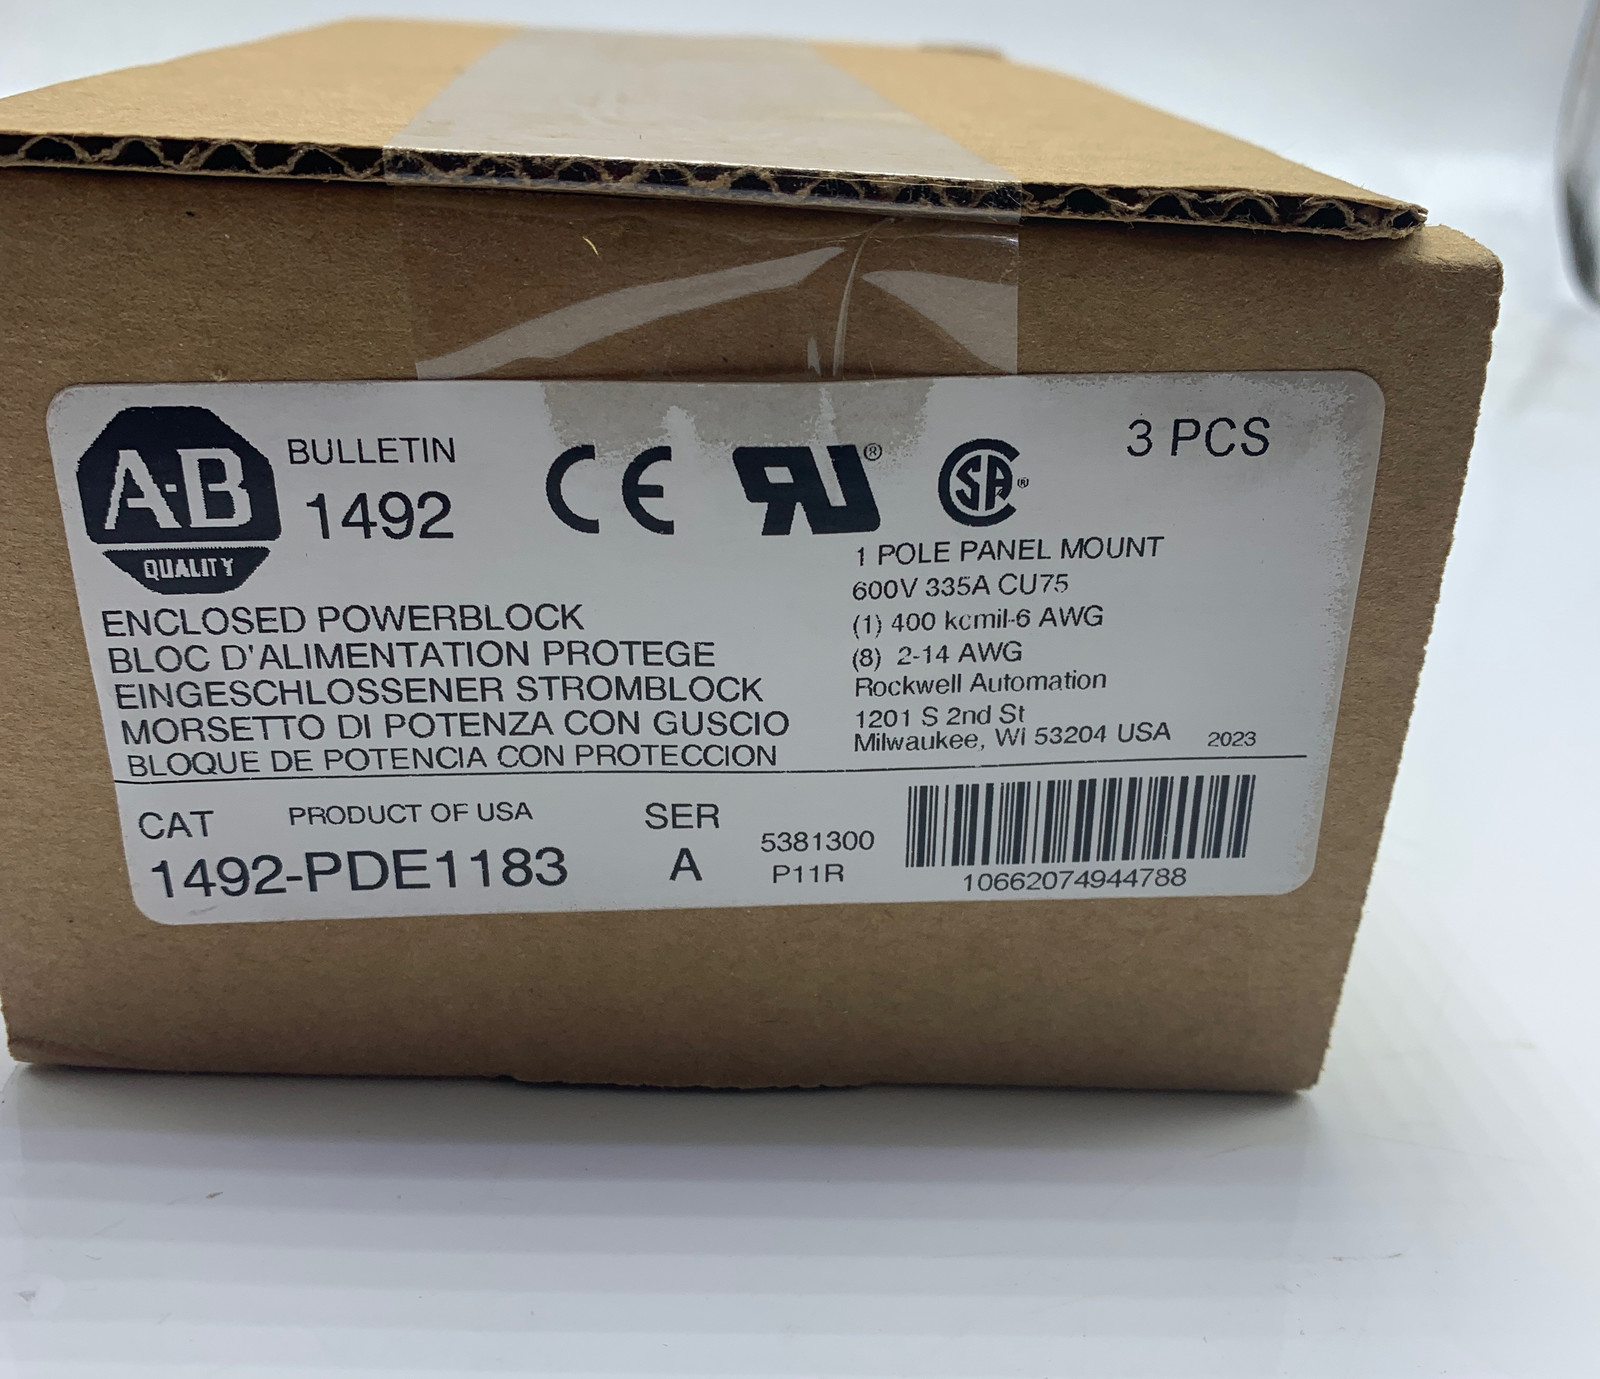 A-B
QUALITY
BULLETIN
1492
CE
RU®
SA®
3 PCS
1 POLE PANEL MOUNT
600V 335A CU75
(1) 400 kcmil-6 AWG
(8) 2-14 AWG
Rockwell Automation
1201 S 2nd St
Milwaukee, WI 53204 USA 2023
ENCLOSED POWERBLOCK
BLOC D'ALIMENTATION PROTEGE
EINGESCHLOSSENER STROMBLOCK
MORSETTO DI POTENZA CON GUSCIO
BLOQUE DE POTENCIA CON PROTECCION
CAT PRODUCT OF USA
1492-PDE1183
SER
A
5381300
P11R
10662074944788